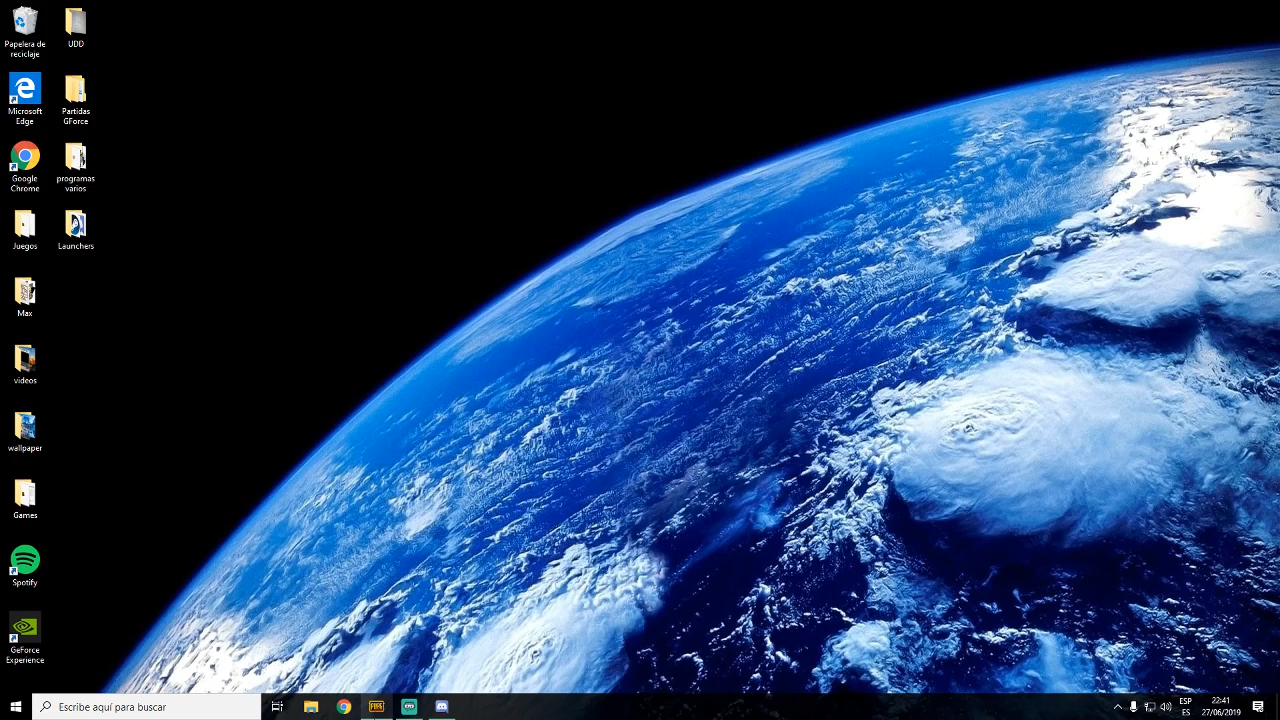 Papelera de
reciclaje
UDD
Microsoft
Edge
Partidas
GForce
Google
Chrome
programas
varios
Juegos
Launchers
Max
videos
wallpaper
Games
Spotify
GeForce
Experience
Escribe aquí para buscar
ESP
ES
22:41
27/06/2019